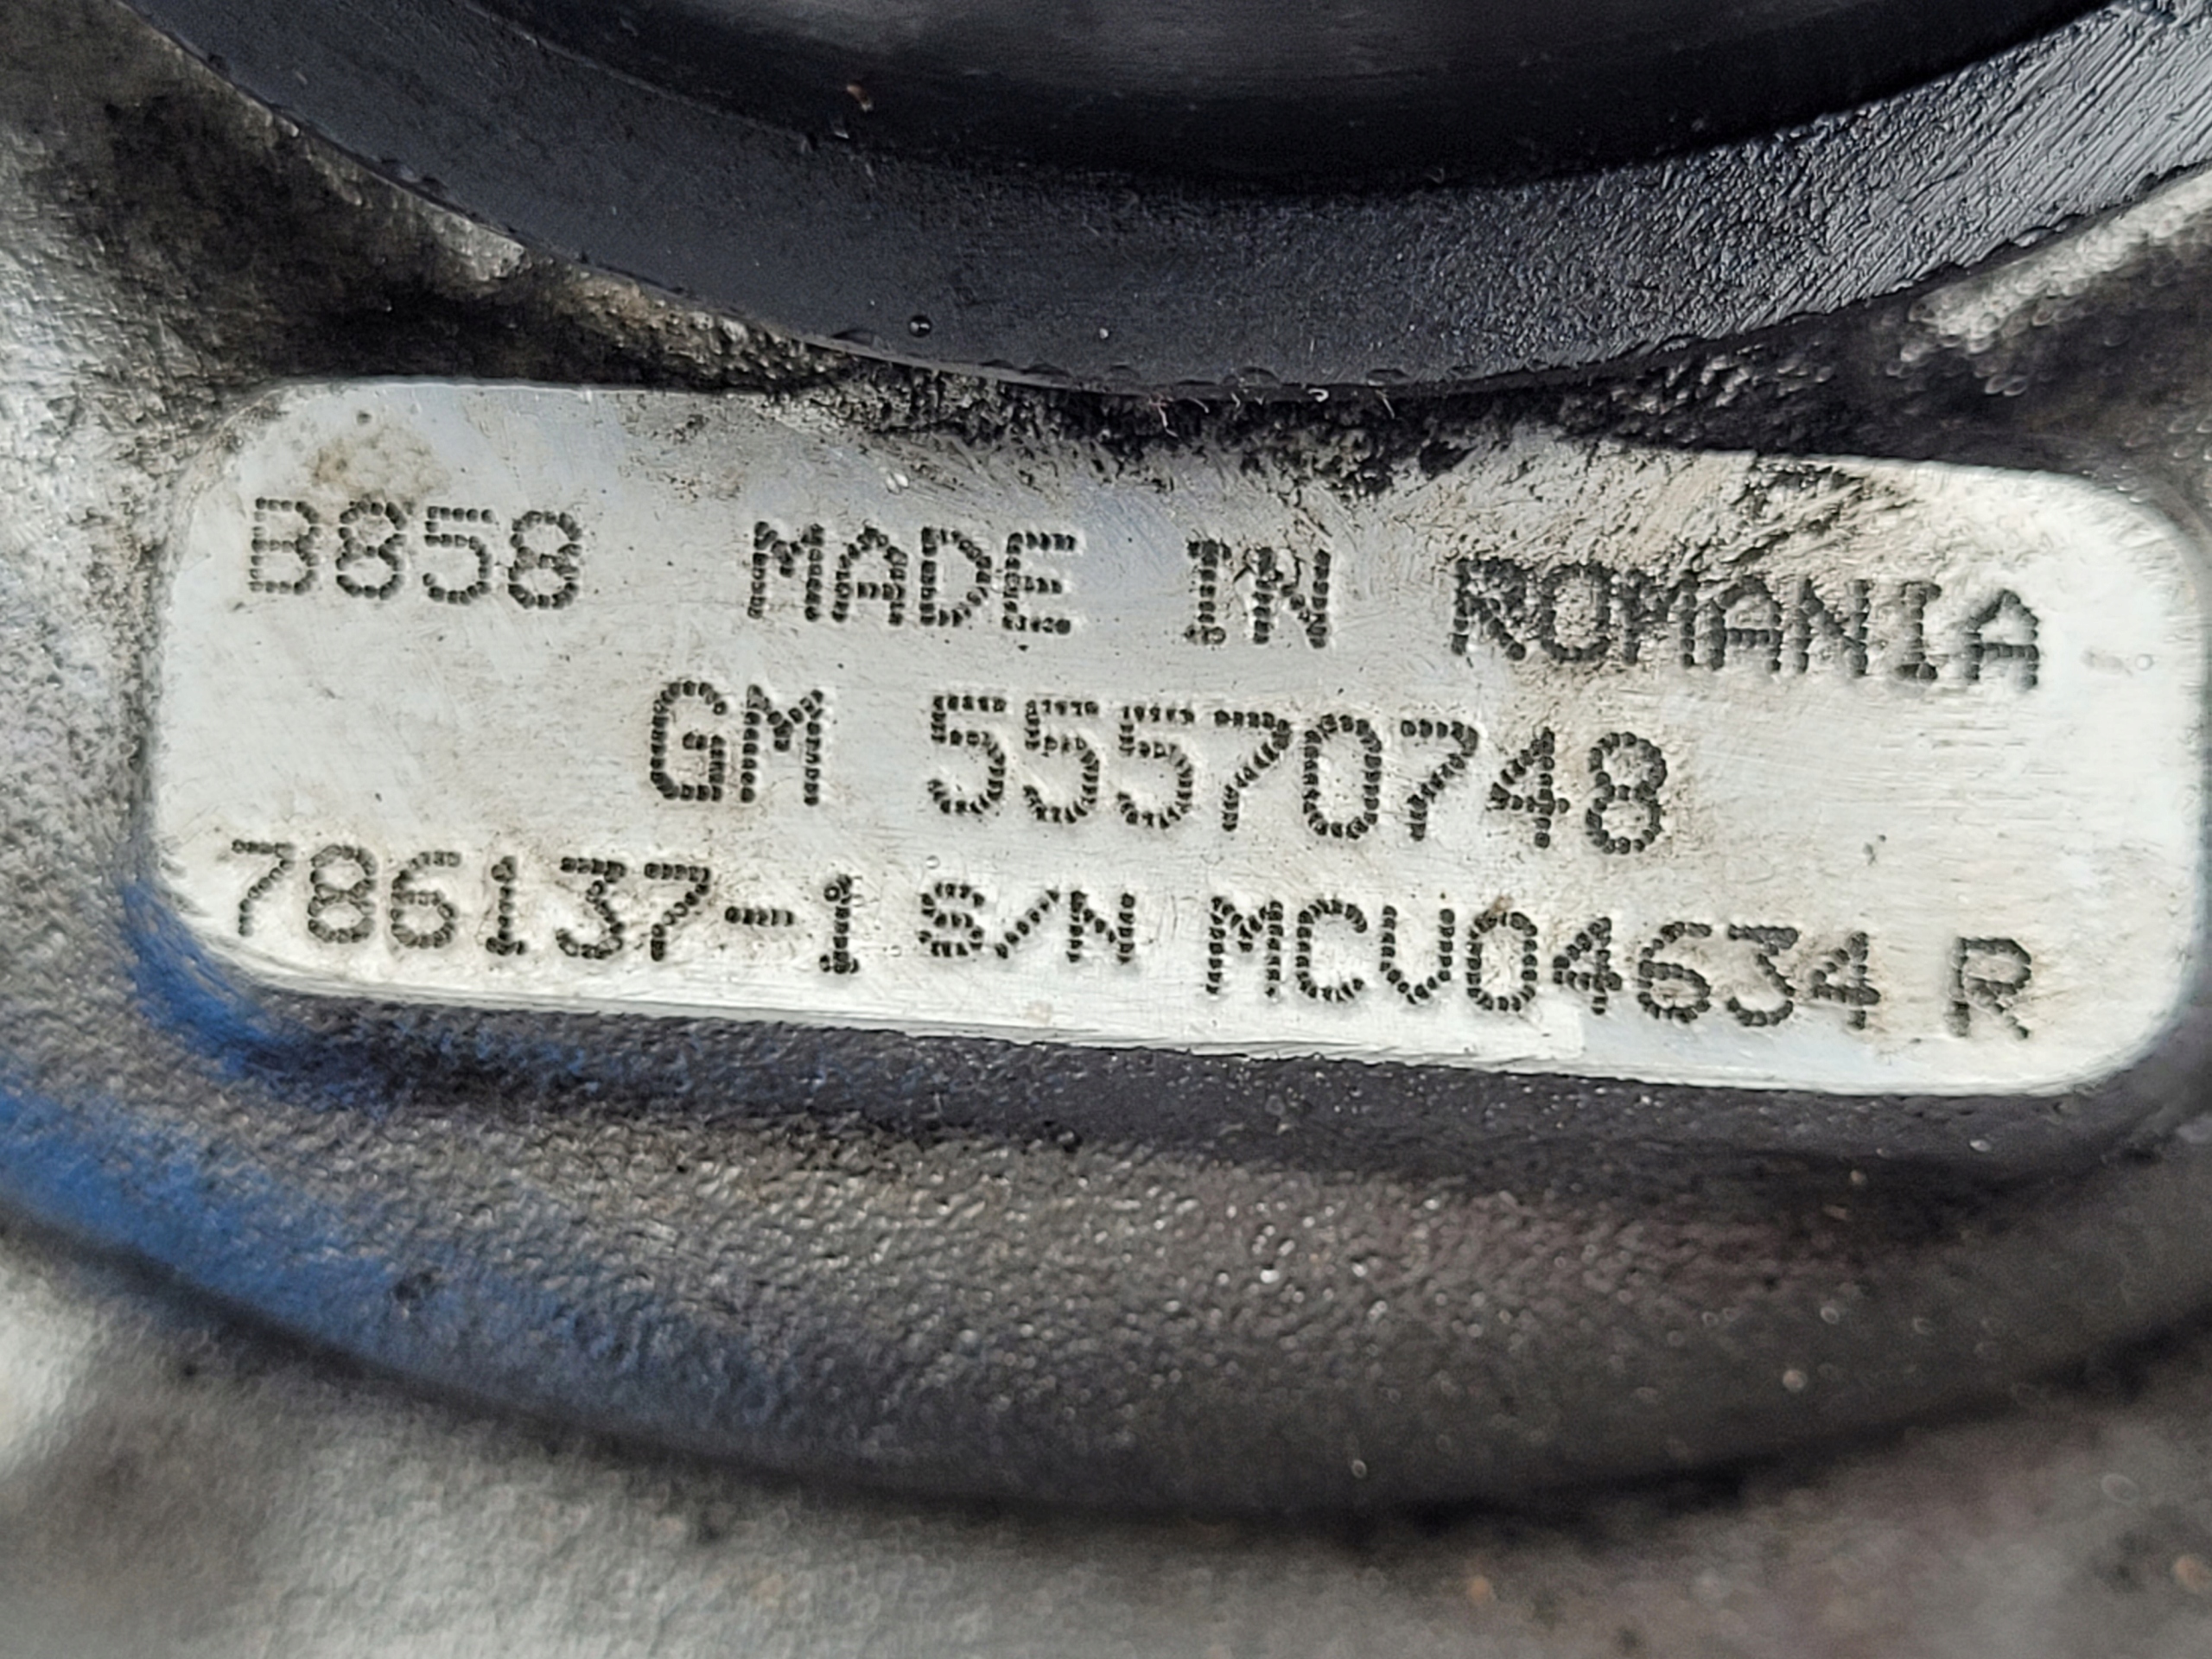 B858 MADE IN ROMANIA
GM 55570748
786137-1 S/N MCU04634 R